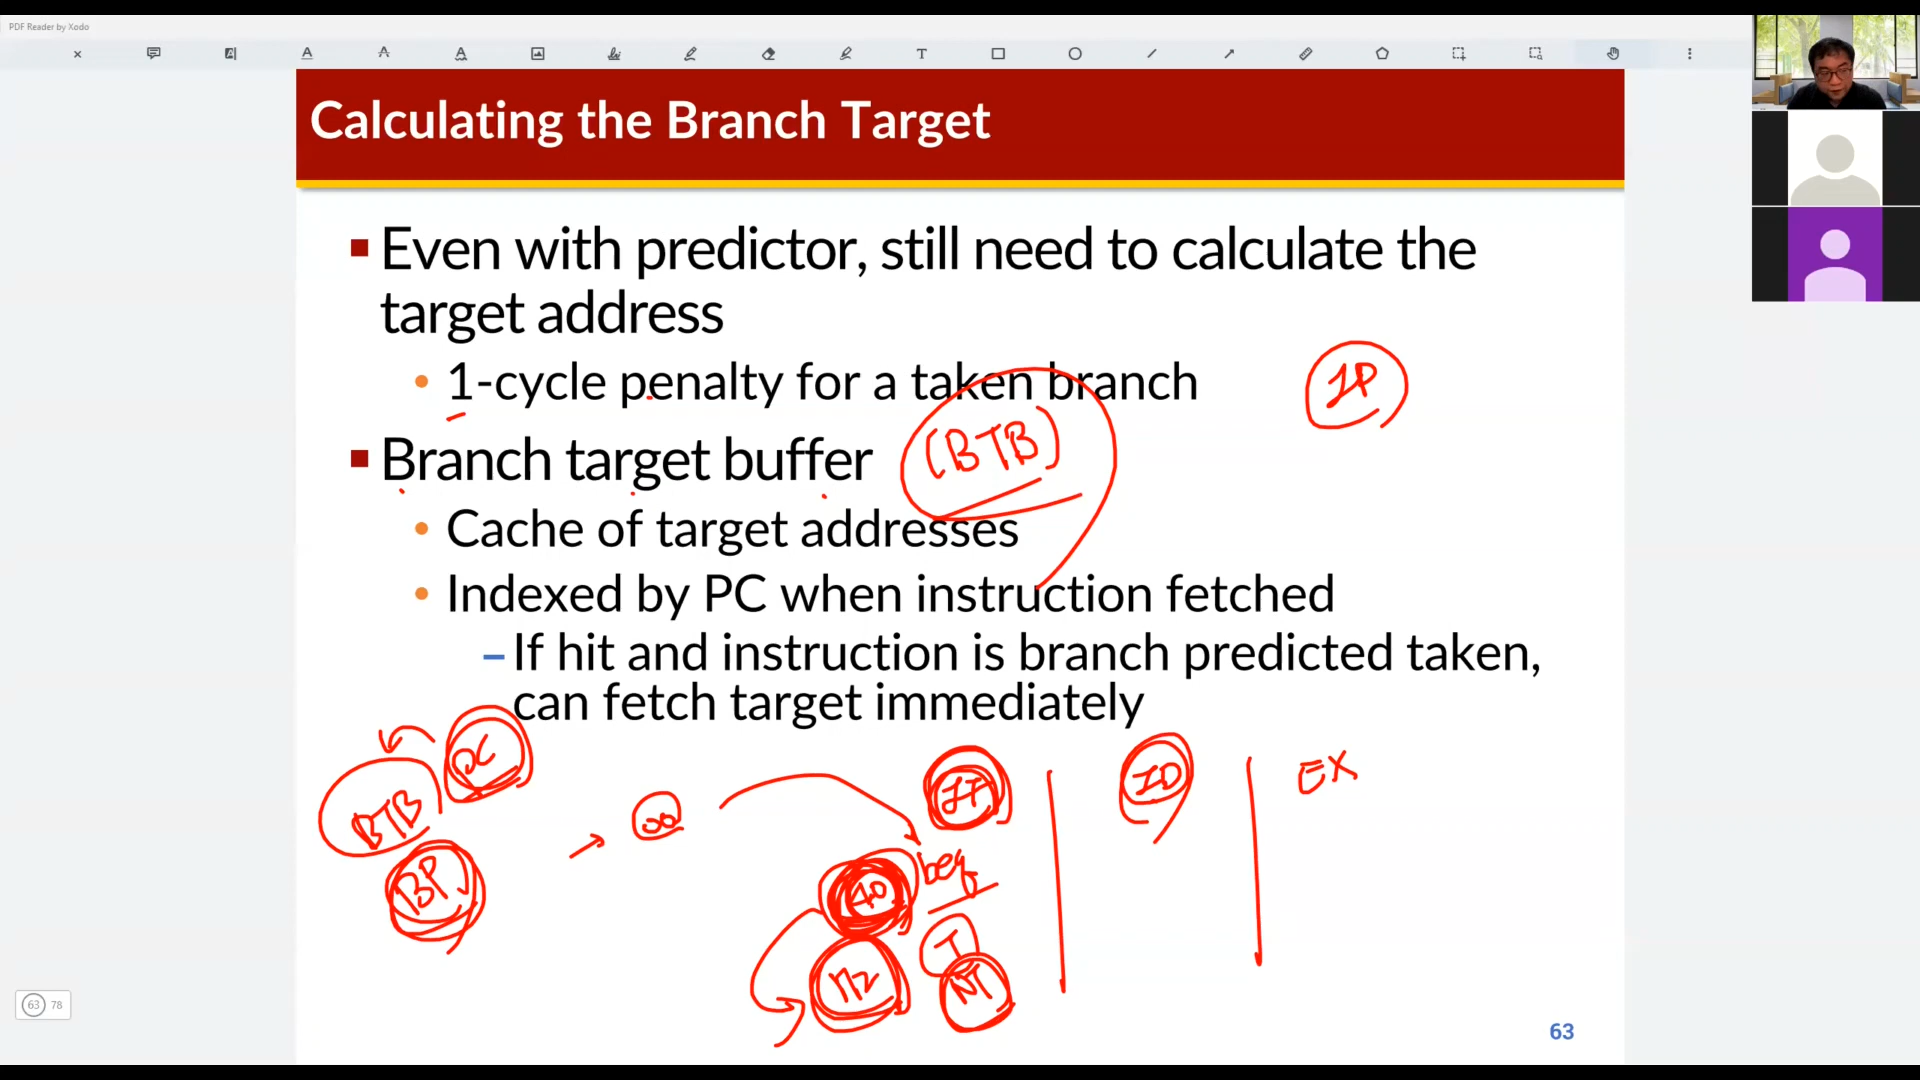 PDF Reader by Xodo
Calculating the Branch Target
Even with predictor, still need to calculate the
target address
1-cycle penalty for a taken branch
Branch target buffer (BTB)
Cache of target addresses
Indexed by PC when instruction fetched
–If hit and instruction is branch predicted taken,
can fetch target immediately
PC
BTB
BP
IF
ID
EX
40 beq
72
T
NT
63 78
63